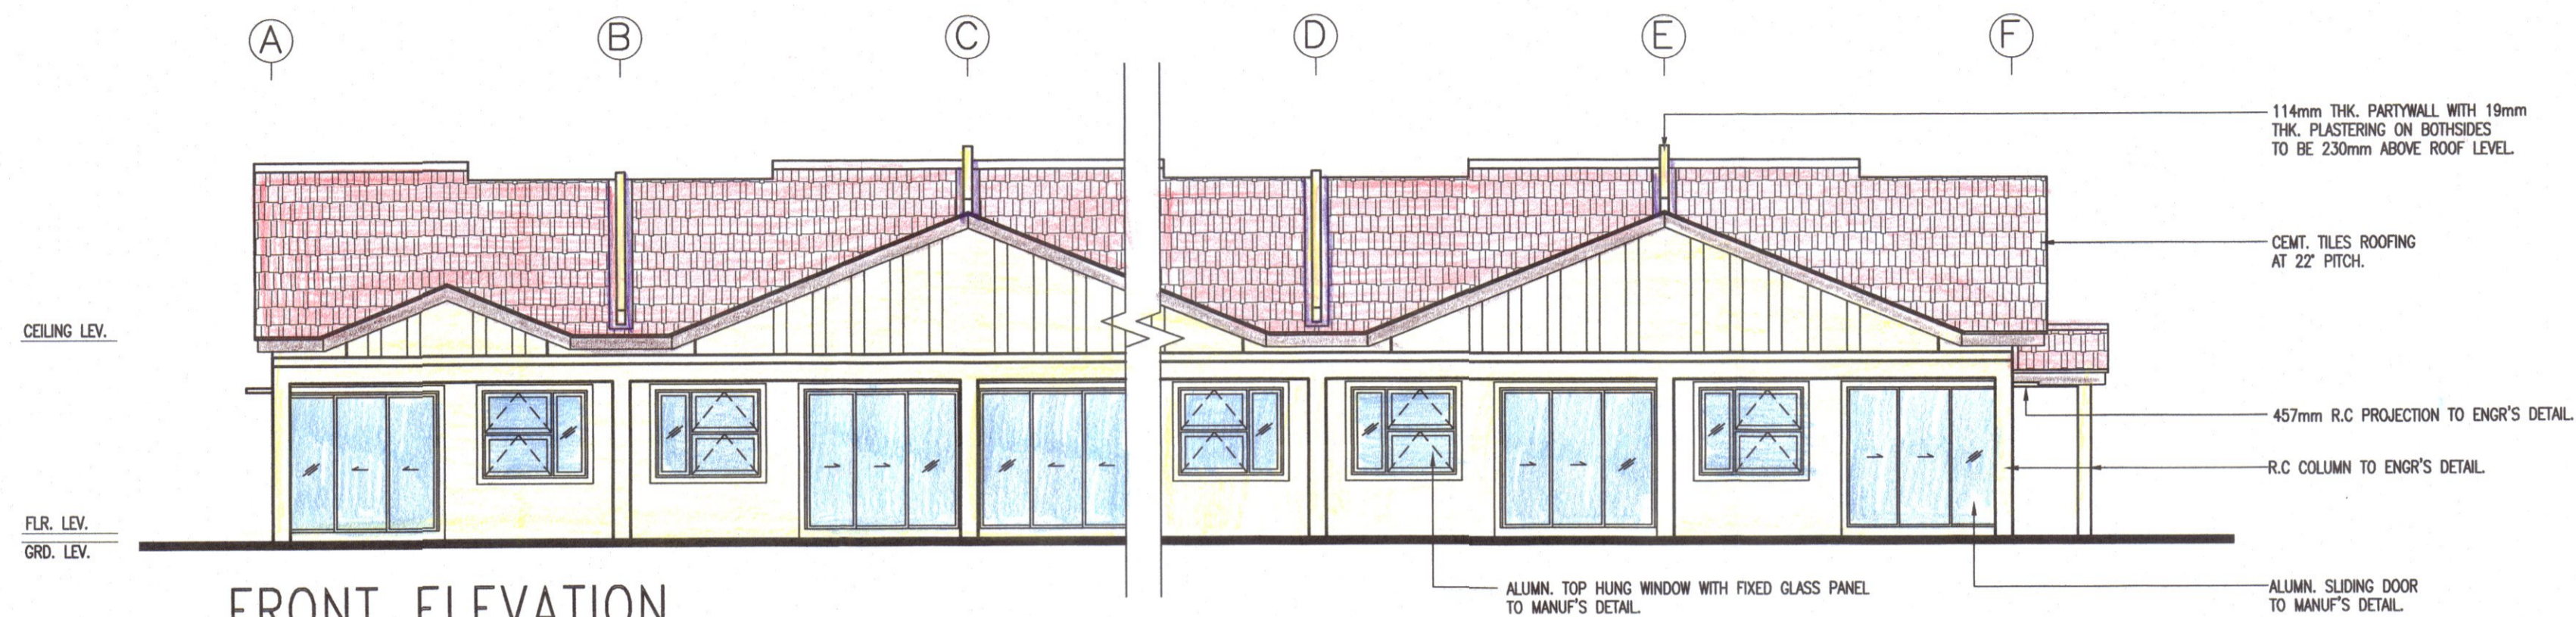 A
B
C
D
E
F
114mm THK. PARTYWALL WITH 19mm
THK. PLASTERING ON BOTHSIDES
TO BE 230mm ABOVE ROOF LEVEL.
CEMT. TILES ROOFING
AT 22° PITCH.
CEILING LEV.
457mm R.C PROJECTION TO ENGR'S DETAIL.
R.C COLUMN TO ENGR'S DETAIL.
FLR. LEV.
GRD. LEV.
ALUMN. TOP HUNG WINDOW WITH FIXED GLASS PANEL
TO MANUF'S DETAIL.
ALUMN. SLIDING DOOR
TO MANUF'S DETAIL.
FRONT ELEVATION